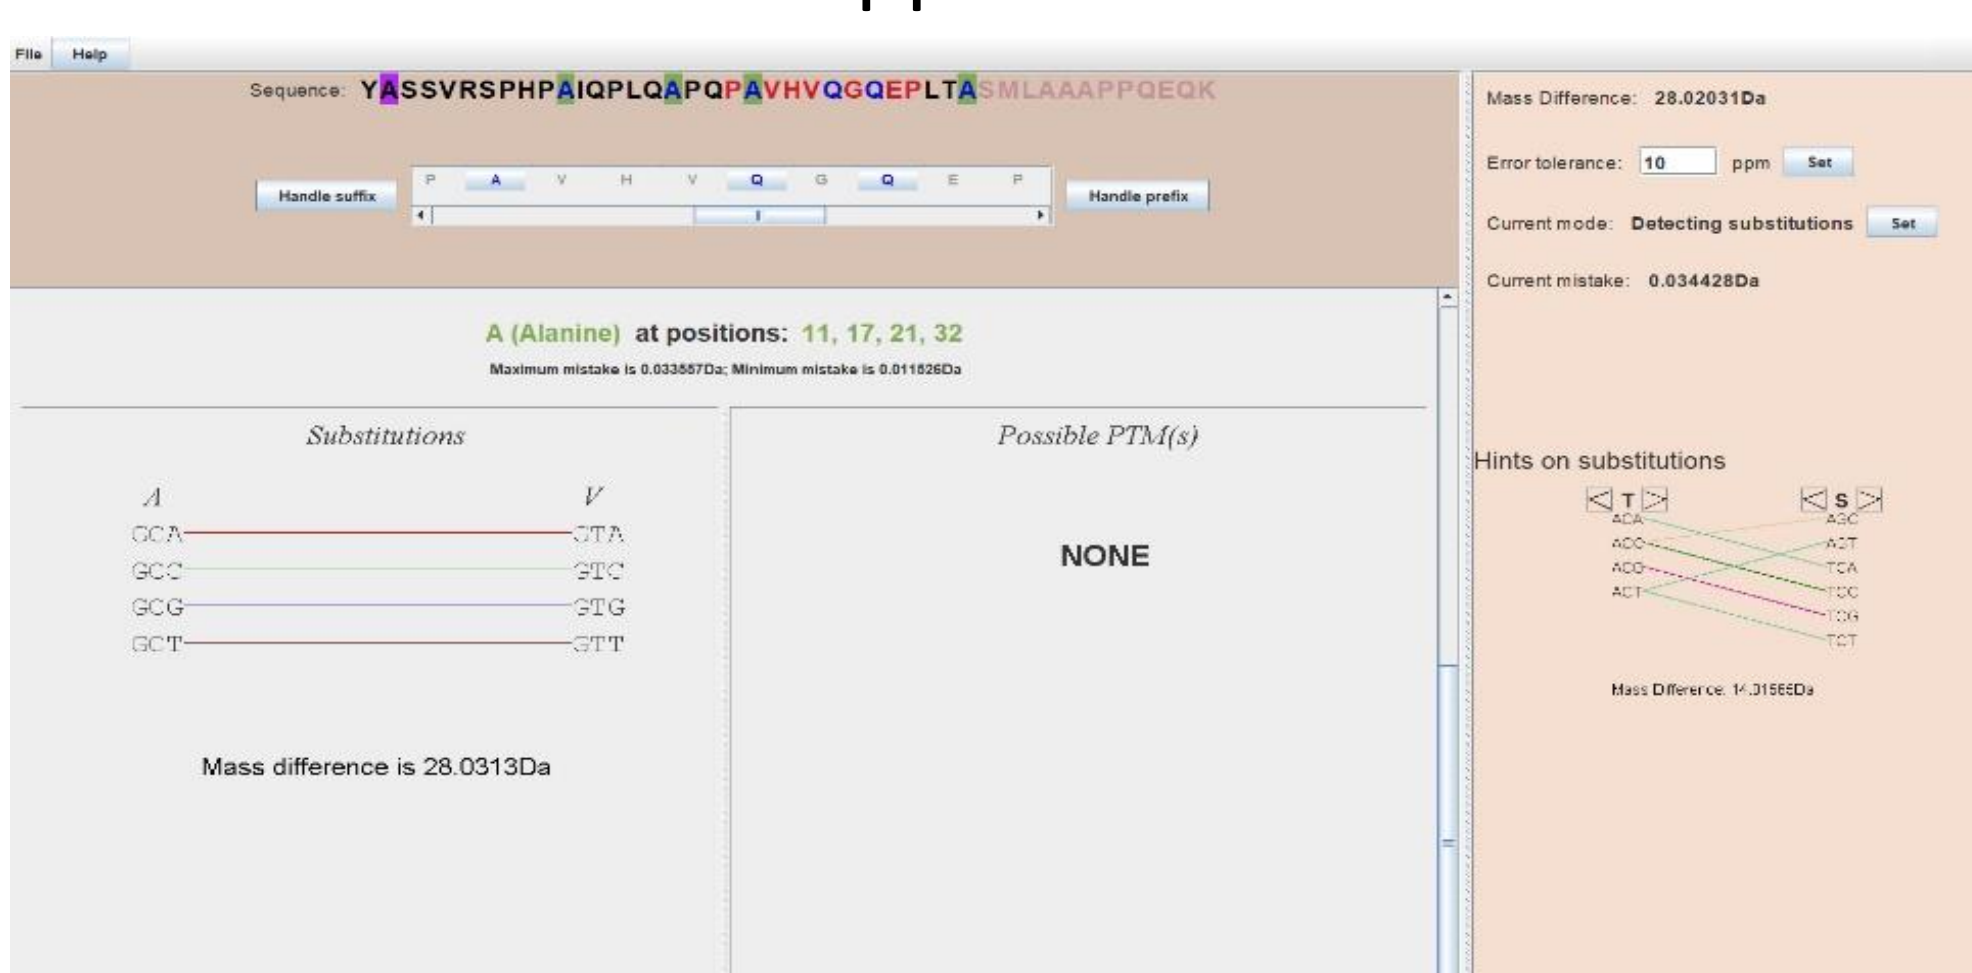 File Help
Sequence: YASSVRSPHPAIQPLQAPQPAVHVQGQEPLTASMLAAAPPQEQK
Handle suffix
P A V H V Q G Q E P
Handle prefix
A (Alanine) at positions: 11, 17, 21, 32
Maximum mistake is 0.033557Da; Minimum mistake is 0.011526Da
Substitutions
A V
GCA GTA
GCC GTC
GCG GTG
GCT GTT
Mass difference is 28.0313Da
Possible PTM(s)
NONE
Mass Difference: 28.02031Da
Error tolerance: 10 ppm Set
Current mode: Detecting substitutions Set
Current mistake: 0.034428Da
Hints on substitutions
< T > < S >
ACA AGC
ACC AGT
ACG TCA
ACT TCC
TCG
TCT
Mass Difference: 14.01565Da